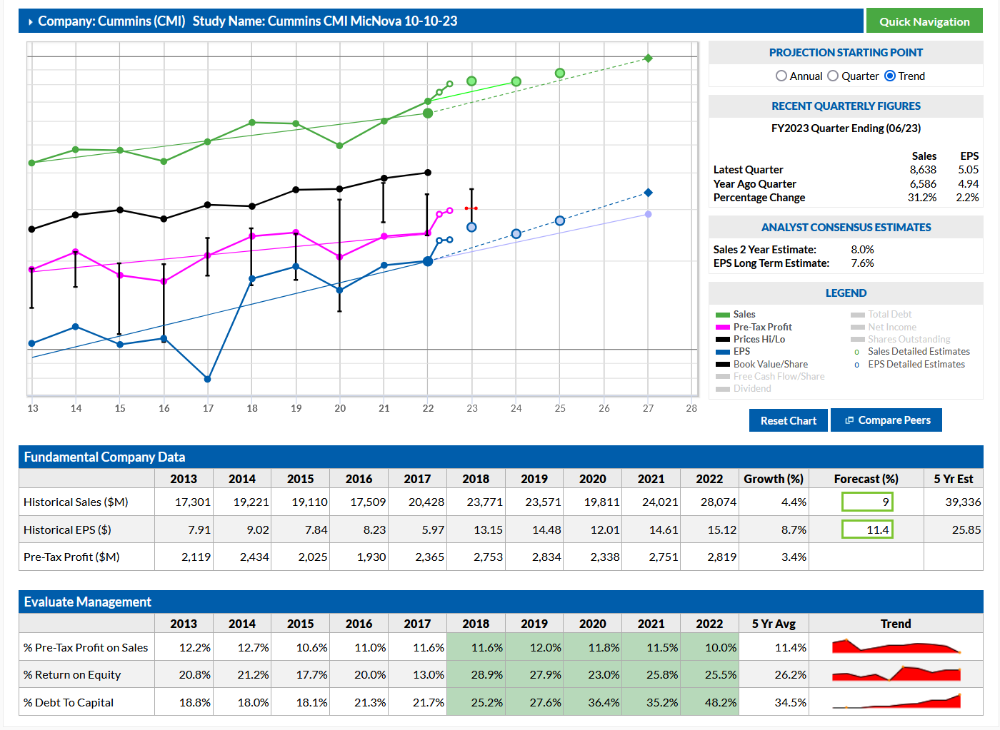 Company: Cummins (CMI) Study Name: Cummins CMI MicNova 10-10-23
Quick Navigation
PROJECTION STARTING POINT
Annual Quarter Trend
RECENT QUARTERLY FIGURES
FY2023 Quarter Ending (06/23)
Sales EPS
Latest Quarter 8,638 5.05
Year Ago Quarter 6,586 4.94
Percentage Change 31.2% 2.2%
ANALYST CONSENSUS ESTIMATES
Sales 2 Year Estimate: 8.0%
EPS Long Term Estimate: 7.6%
LEGEND
Sales Total Debt
Pre-Tax Profit Net Income
Prices Hi/Lo Shares Outstanding
EPS Sales Detailed Estimates
Book Value/Share EPS Detailed Estimates
Free Cash Flow/Share
Dividend
13 14 15 16 17 18 19 20 21 22 23 24 25 26 27 28
Reset Chart Compare Peers
Fundamental Company Data
2013 2014 2015 2016 2017 2018 2019 2020 2021 2022 Growth (%) Forecast (%) 5 Yr Est
Historical Sales ($M) 17,301 19,221 19,110 17,509 20,428 23,771 23,571 19,811 24,021 28,074 4.4% 9 39,336
Historical EPS ($) 7.91 9.02 7.84 8.23 5.97 13.15 14.48 12.01 14.61 15.12 8.7% 11.4 25.85
Pre-Tax Profit ($M) 2,119 2,434 2,025 1,930 2,365 2,753 2,834 2,338 2,751 2,819 3.4%
Evaluate Management
2013 2014 2015 2016 2017 2018 2019 2020 2021 2022 5 Yr Avg Trend
% Pre-Tax Profit on Sales 12.2% 12.7% 10.6% 11.0% 11.6% 11.6% 12.0% 11.8% 11.5% 10.0% 11.4%
% Return on Equity 20.8% 21.2% 17.7% 20.0% 13.0% 28.9% 27.9% 23.0% 25.8% 25.5% 26.2%
% Debt To Capital 18.8% 18.0% 18.1% 21.3% 21.7% 25.2% 27.6% 36.4% 35.2% 48.2% 34.5%